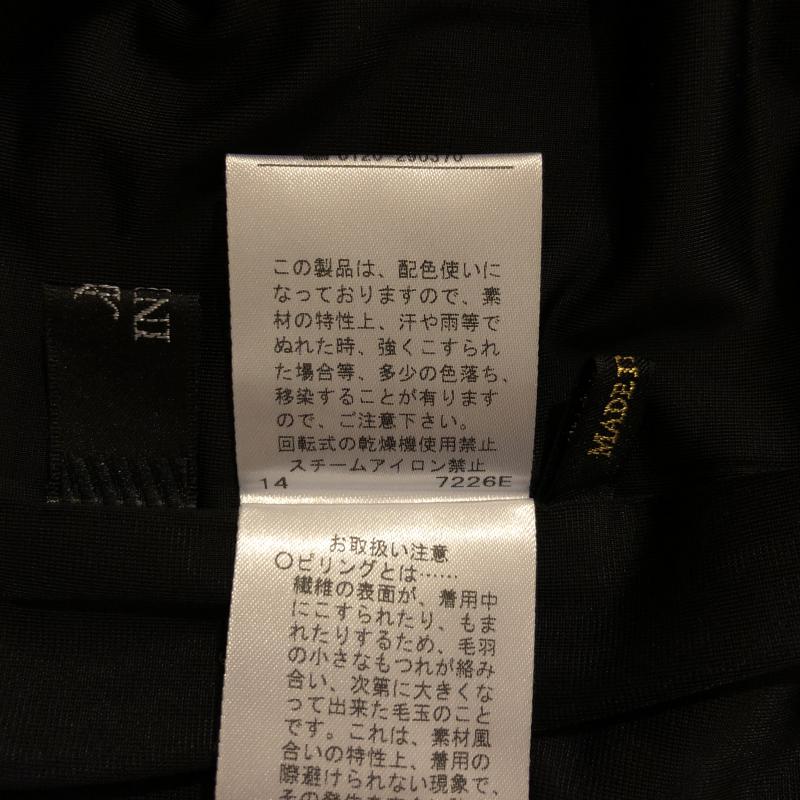 0120-290370
この製品は、配色使いに
なっておりますので、素
材の特性上、汗や雨等で
ぬれた時、強くこすられ
た場合等、多少の色落ち、
移染することが有ります
ので、ご注意下さい。
回転式の乾燥機使用禁止
スチームアイロン禁止
14 7226E
お取扱い注意
○ピリングとは……
繊維の表面が、着用中
にこすられたり、もま
れたりするため、毛羽
の小さなもつれが絡み
合い、次第に大きくな
って出来た毛玉のこと
です。これは、素材風
合いの特性上、着用の
際避けられない現象で、
IN
MADE